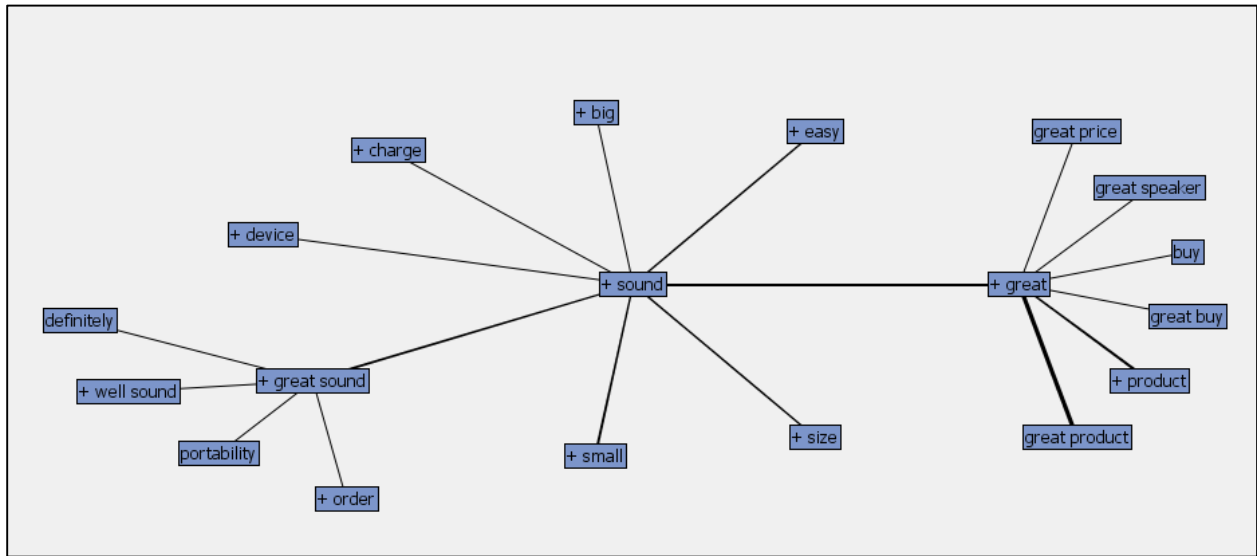 + big
+ easy
great price
+ charge
great speaker
+ device
buy
+ sound
+ great
definitely
great buy
+ great sound
+ product
+ well sound
great product
+ size
portability
+ small
+ order